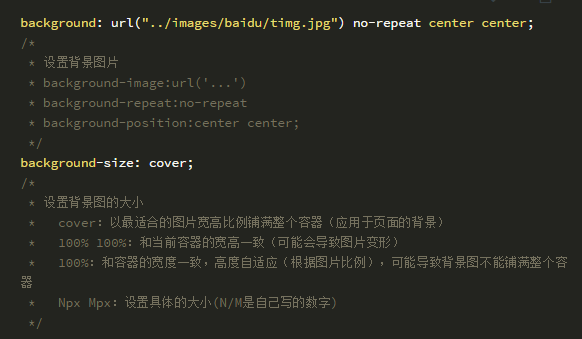 background: url("../images/baidu/timg.jpg") no-repeat center center;
/*
 * 设置背景图片
 * background-image:url('...')
 * background-repeat:no-repeat
 * background-position:center center;
 */
background-size: cover;
/*
 * 设置背景图的大小
 *   cover：以最适合的图片宽高比例铺满整个容器（应用于页面的背景）
 *   100% 100%：和当前容器的宽高一致（可能会导致图片变形）
 *   100%：和容器的宽度一致，高度自适应（根据图片比例），可能导致背景图不能铺满整个容
器
 *   Npx Mpx：设置具体的大小(N/M是自己写的数字)
 */